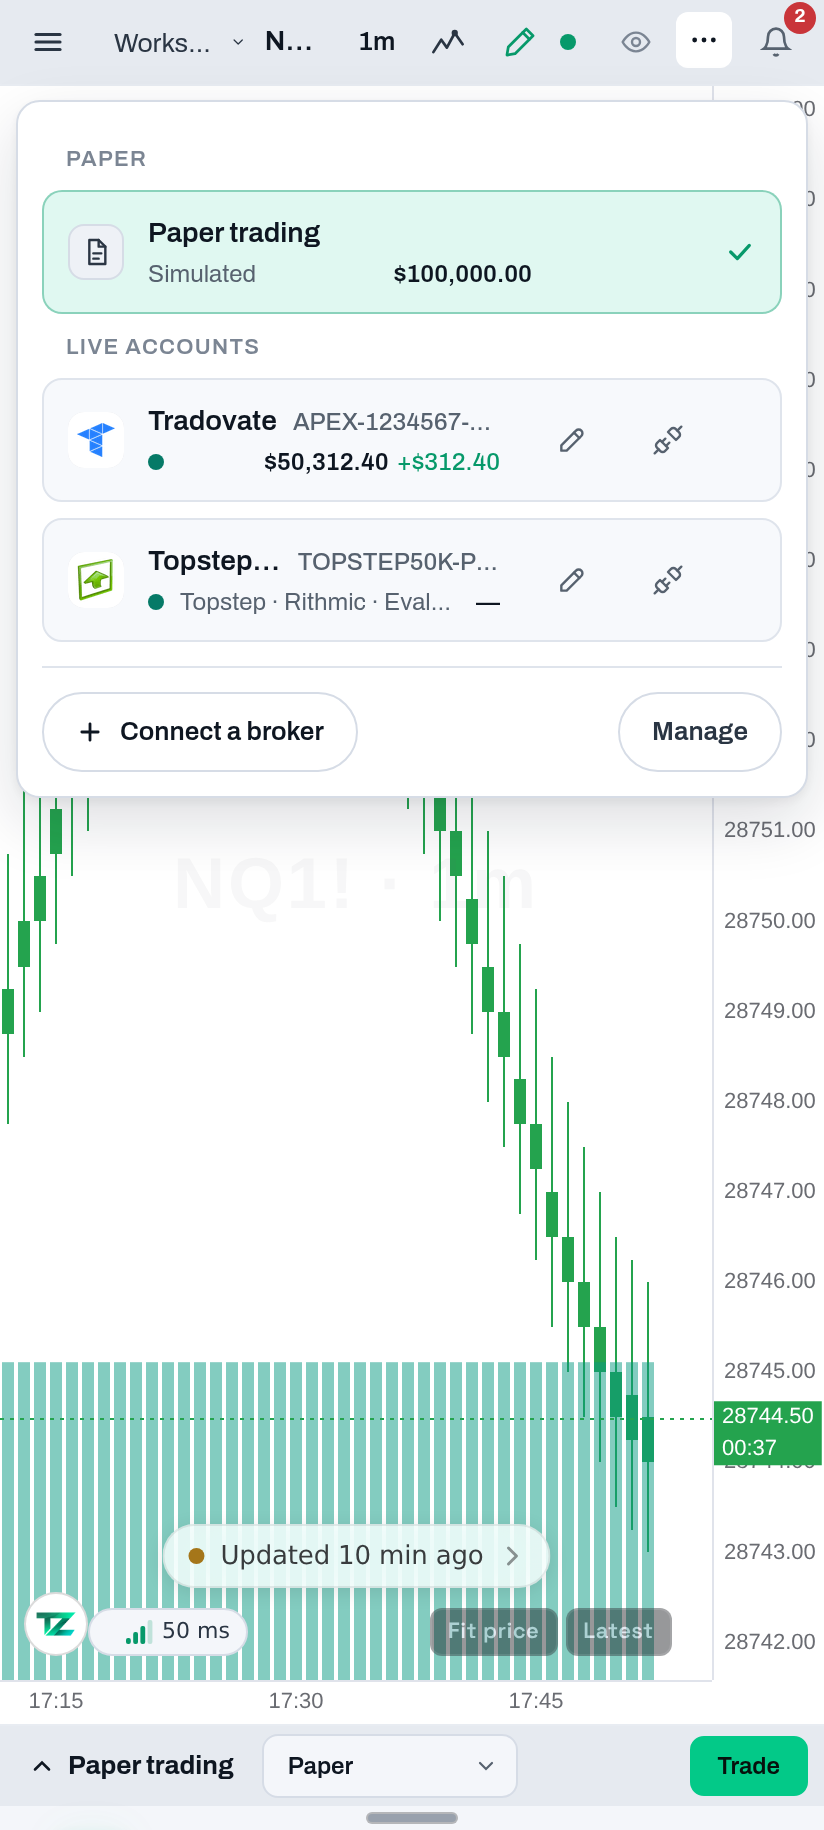 Works...
N...
1m
2
PAPER
Paper trading
Simulated
$100,000.00
LIVE ACCOUNTS
Tradovate APEX-1234567-...
$50,312.40 +$312.40
Topstep... TOPSTEP50K-P...
Topstep · Rithmic · Eval... —
+ Connect a broker
Manage
28751.00
NQ1! · 1m
28750.00
28749.00
28748.00
28747.00
28746.00
28745.00
28744.50
00:37
28743.00
Updated 10 min ago
TZ
50 ms
Fit price
Latest
28742.00
17:15
17:30
17:45
Paper trading
Paper
Trade